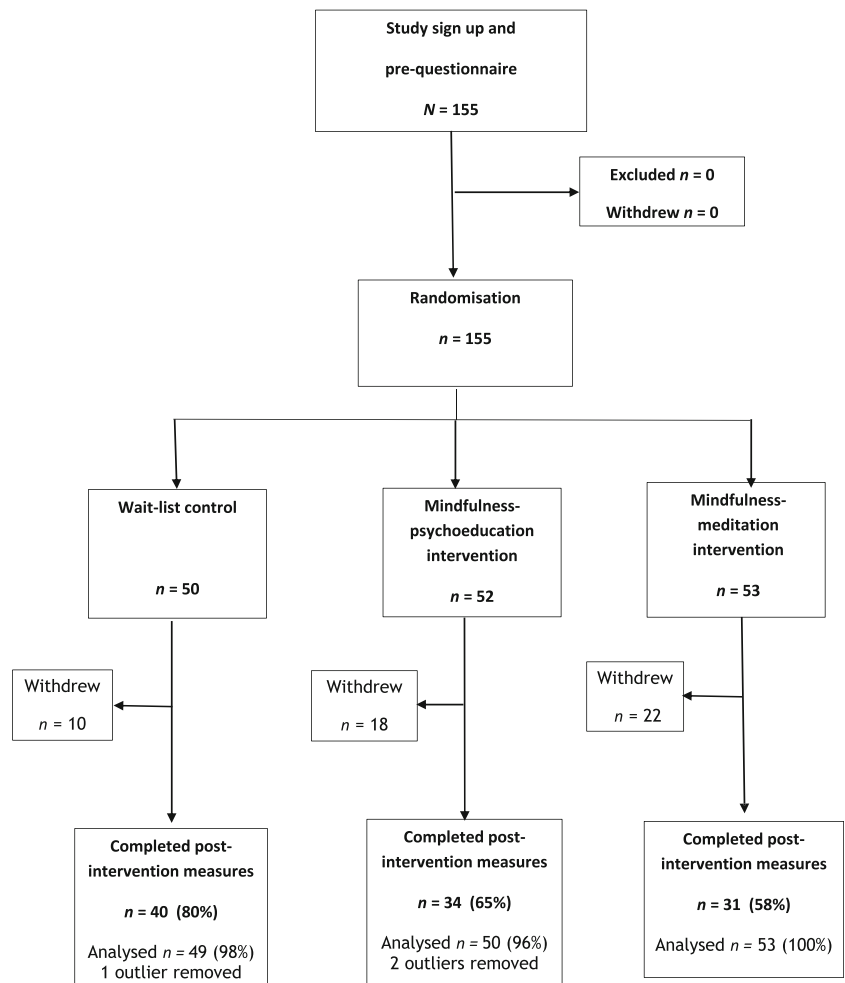 Study sign up and
pre-questionnaire
N = 155
Excluded n = 0
Withdrew n = 0
Randomisation
n = 155
Wait-list control
n = 50
Mindfulness-
psychoeducation
intervention
n = 52
Mindfulness-
meditation
intervention
n = 53
Withdrew
n = 10
Withdrew
n = 18
Withdrew
n = 22
Completed post-
intervention measures
n = 40 (80%)
Analysed n = 49 (98%)
1 outlier removed
Completed post-
intervention measures
n = 34 (65%)
Analysed n = 50 (96%)
2 outliers removed
Completed post-
intervention measures
n = 31 (58%)
Analysed n = 53 (100%)